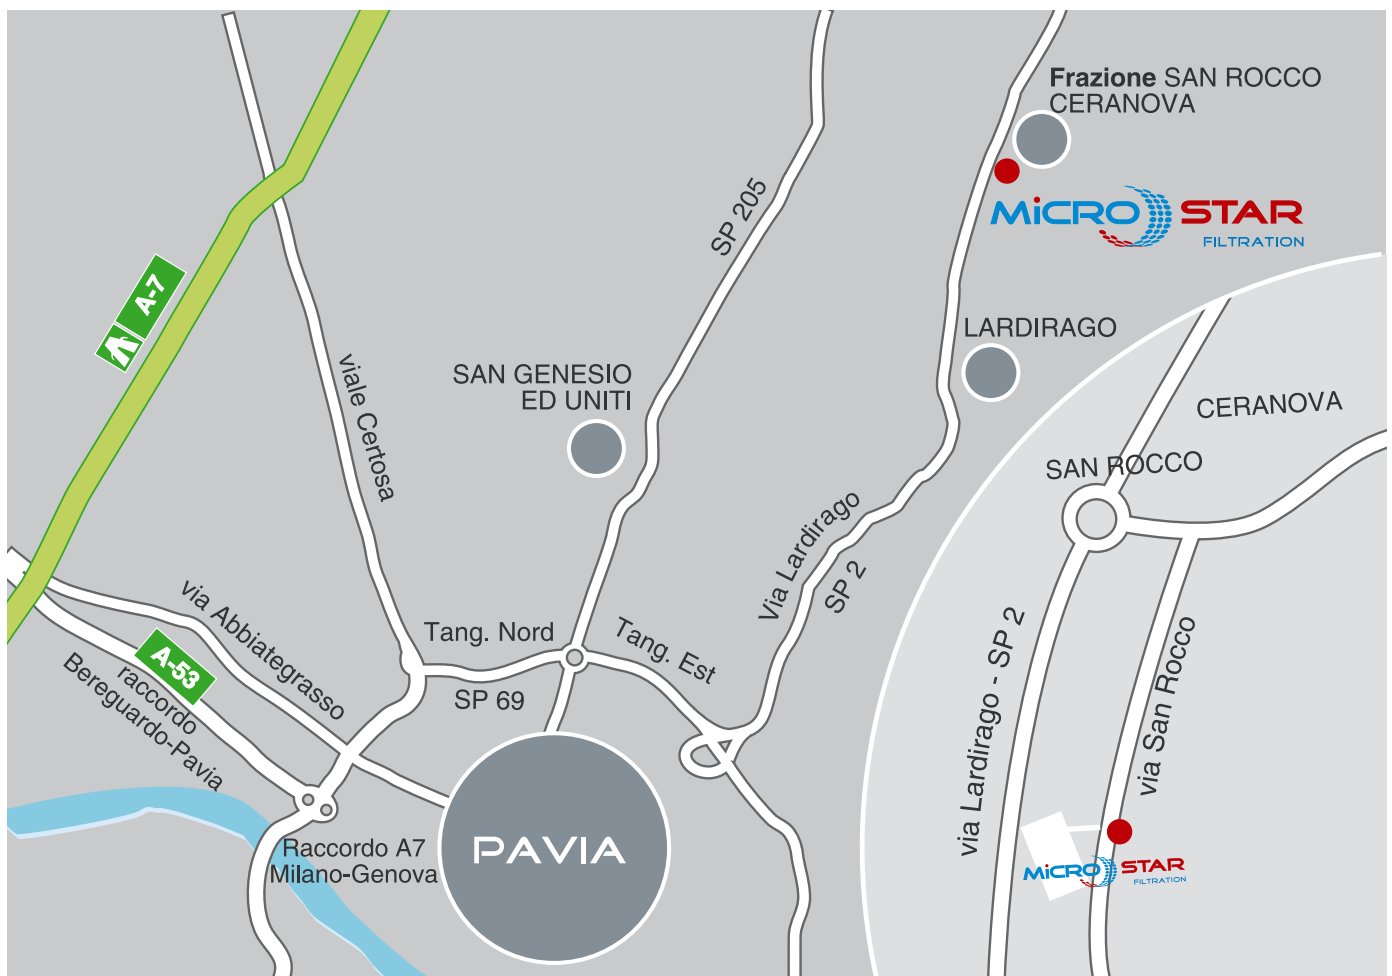 Frazione SAN ROCCO
CERANOVA
MiCRO STAR
FILTRATION
SP 205
A-7
LARDIRAGO
viale Certosa
SAN GENESIO
ED UNITI
CERANOVA
SAN ROCCO
Via Lardirago
SP 2
via Abbiategrasso
Tang. Nord
Tang. Est
SP 69
A-53
raccordo
Bereguardo-Pavia
via Lardirago - SP 2
via San Rocco
Raccordo A7
Milano-Genova
PAVIA
MiCRO STAR
FILTRATION